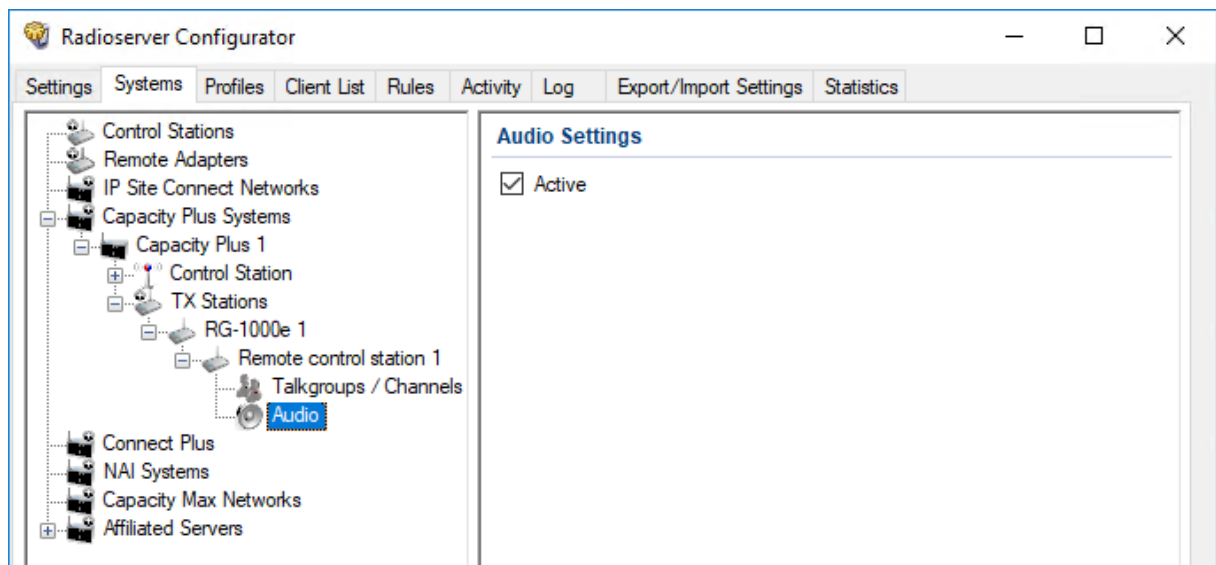 Radioserver Configurator
Settings Systems Profiles Client List Rules Activity Log Export/Import Settings Statistics
Control Stations
Remote Adapters
IP Site Connect Networks
Capacity Plus Systems
Capacity Plus 1
Control Station
TX Stations
RG-1000e 1
Remote control station 1
Talkgroups / Channels
Audio
Connect Plus
NAI Systems
Capacity Max Networks
Affiliated Servers
Audio Settings
Active